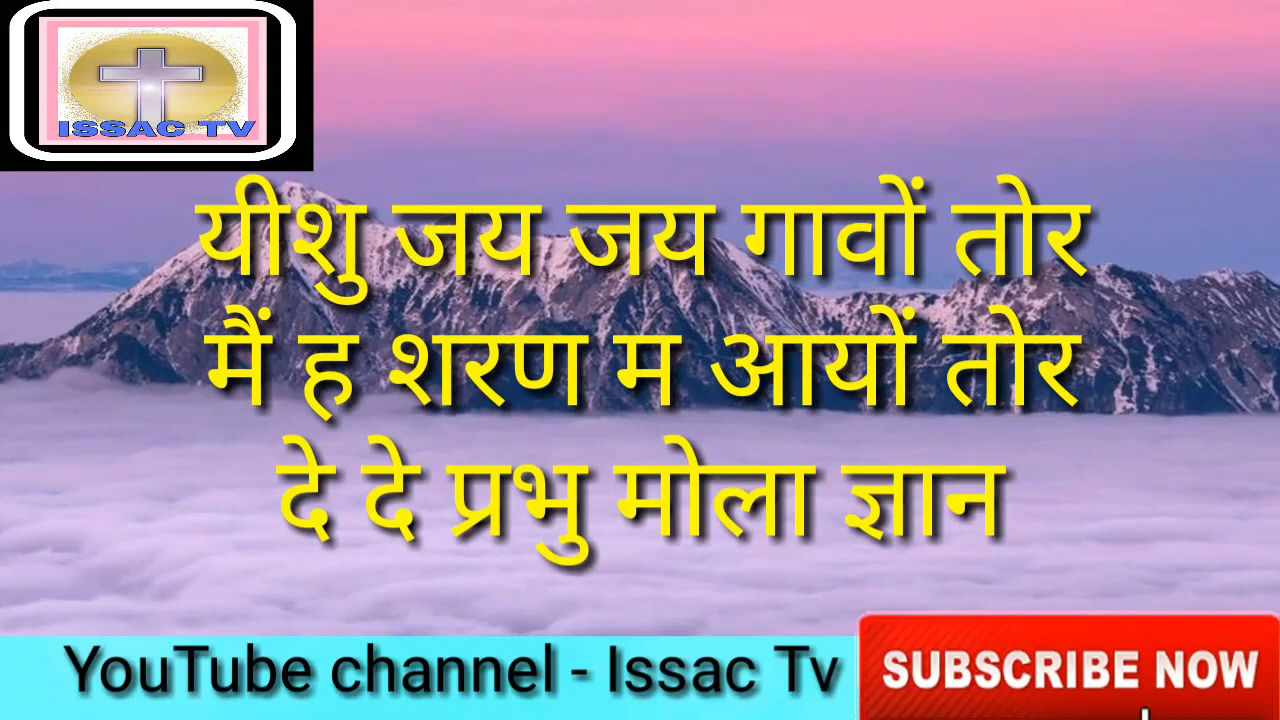 ISSAC TV
यीशु जय जय गावों तोर
मैं ह शरण म आयों तोर
दे दे प्रभु मोला ज्ञान
YouTube channel - Issac Tv
SUBSCRIBE NOW